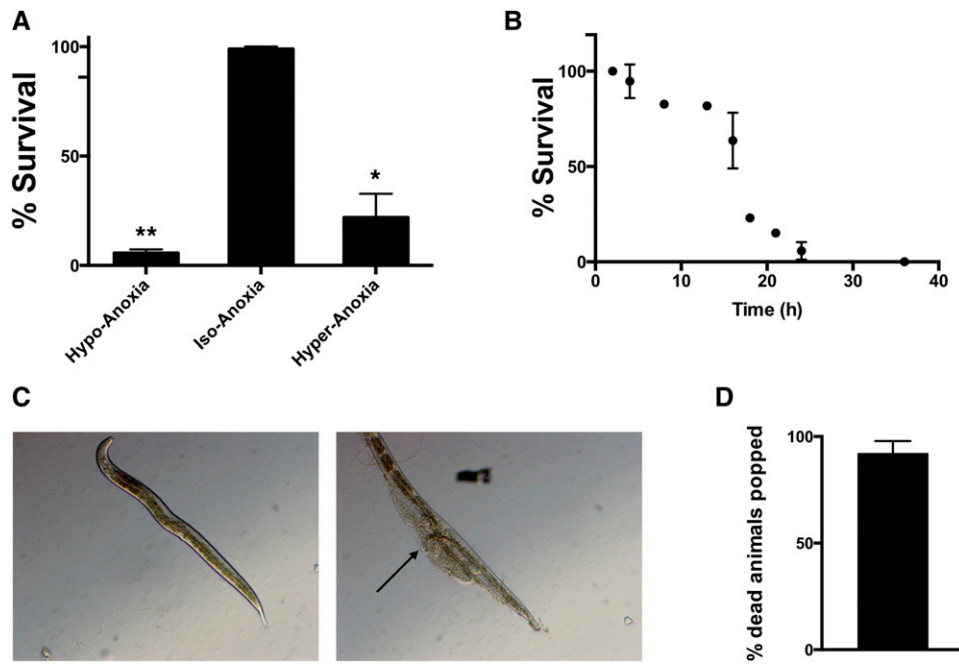 A
% Survival
100
50
0
**
*
Hypo-Anoxia
Iso-Anoxia
Hyper-Anoxia
B
% Survival
100
50
0
0
10
20
30
40
Time (h)
C
D
% dead animals popped
100
50
0